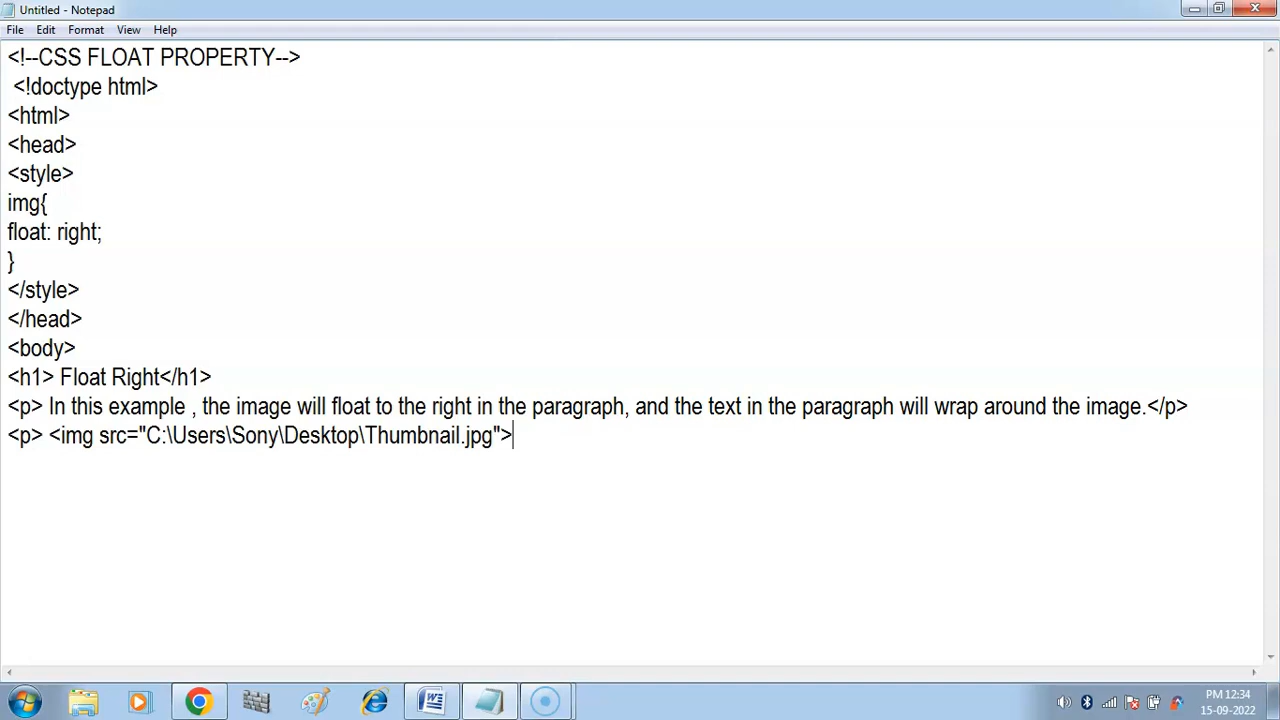 Untitled - Notepad
File Edit Format View Help
<!--CSS FLOAT PROPERTY-->
<!doctype html>
<html>
<head>
<style>
img{
float: right;
}
</style>
</head>
<body>
<h1> Float Right</h1>
<p> In this example , the image will float to the right in the paragraph, and the text in the paragraph will wrap around the image.</p>
<p> <img src="C:\Users\Sony\Desktop\Thumbnail.jpg">
PM 12:34
15-09-2022